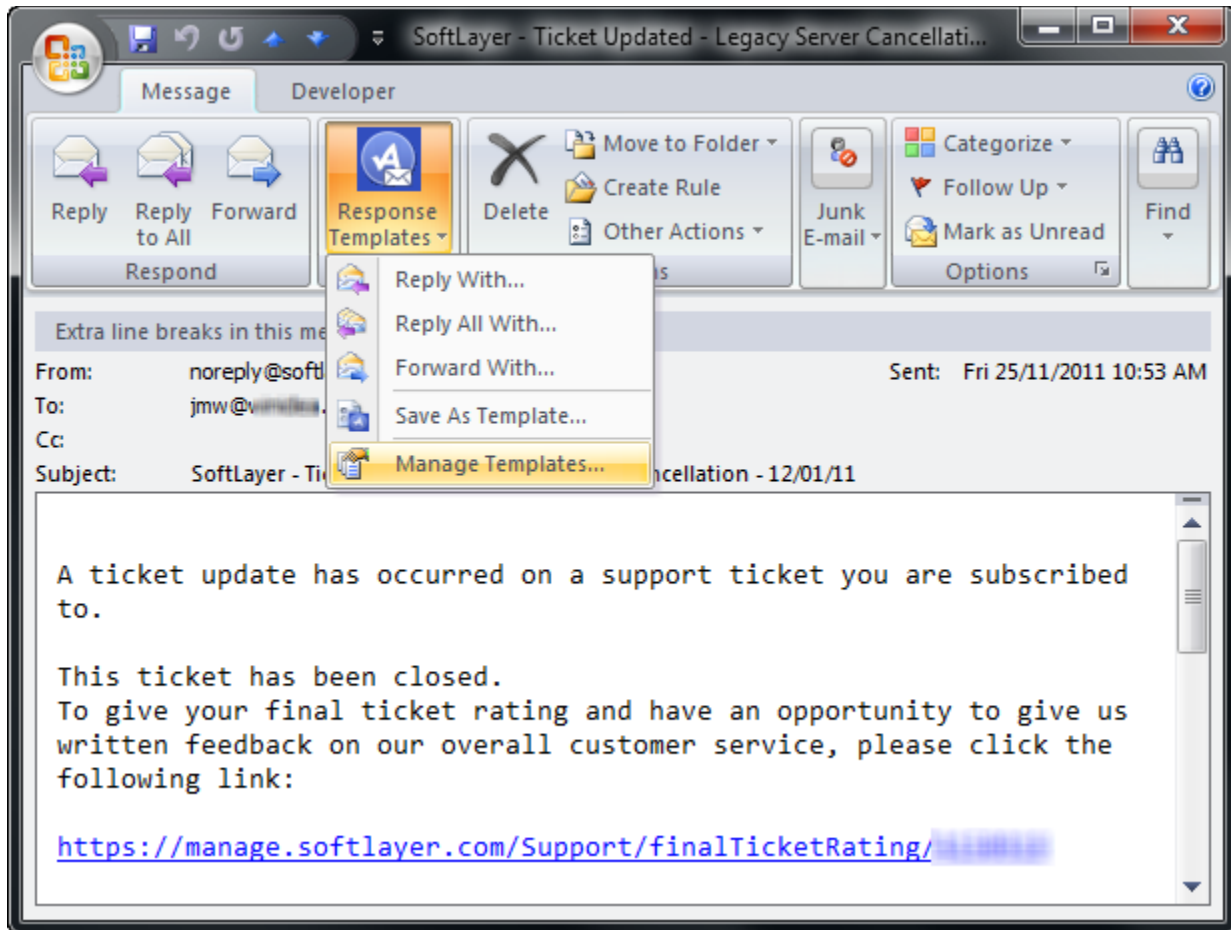 SoftLayer - Ticket Updated - Legacy Server Cancellati...
Message Developer
Reply
Reply to All
Forward
Respond
Response Templates
Delete
Move to Folder
Create Rule
Other Actions
Junk E-mail
Categorize
Follow Up
Mark as Unread
Options
Find
Reply With...
Reply All With...
Forward With...
Save As Template...
Manage Templates...
Extra line breaks in this me
From: noreply@softl
Sent: Fri 25/11/2011 10:53 AM
To: jmw@
Cc:
Subject: SoftLayer - Ti ncellation - 12/01/11
A ticket update has occurred on a support ticket you are subscribed
to.
This ticket has been closed.
To give your final ticket rating and have an opportunity to give us
written feedback on our overall customer service, please click the
following link:
https://manage.softlayer.com/Support/finalTicketRating/